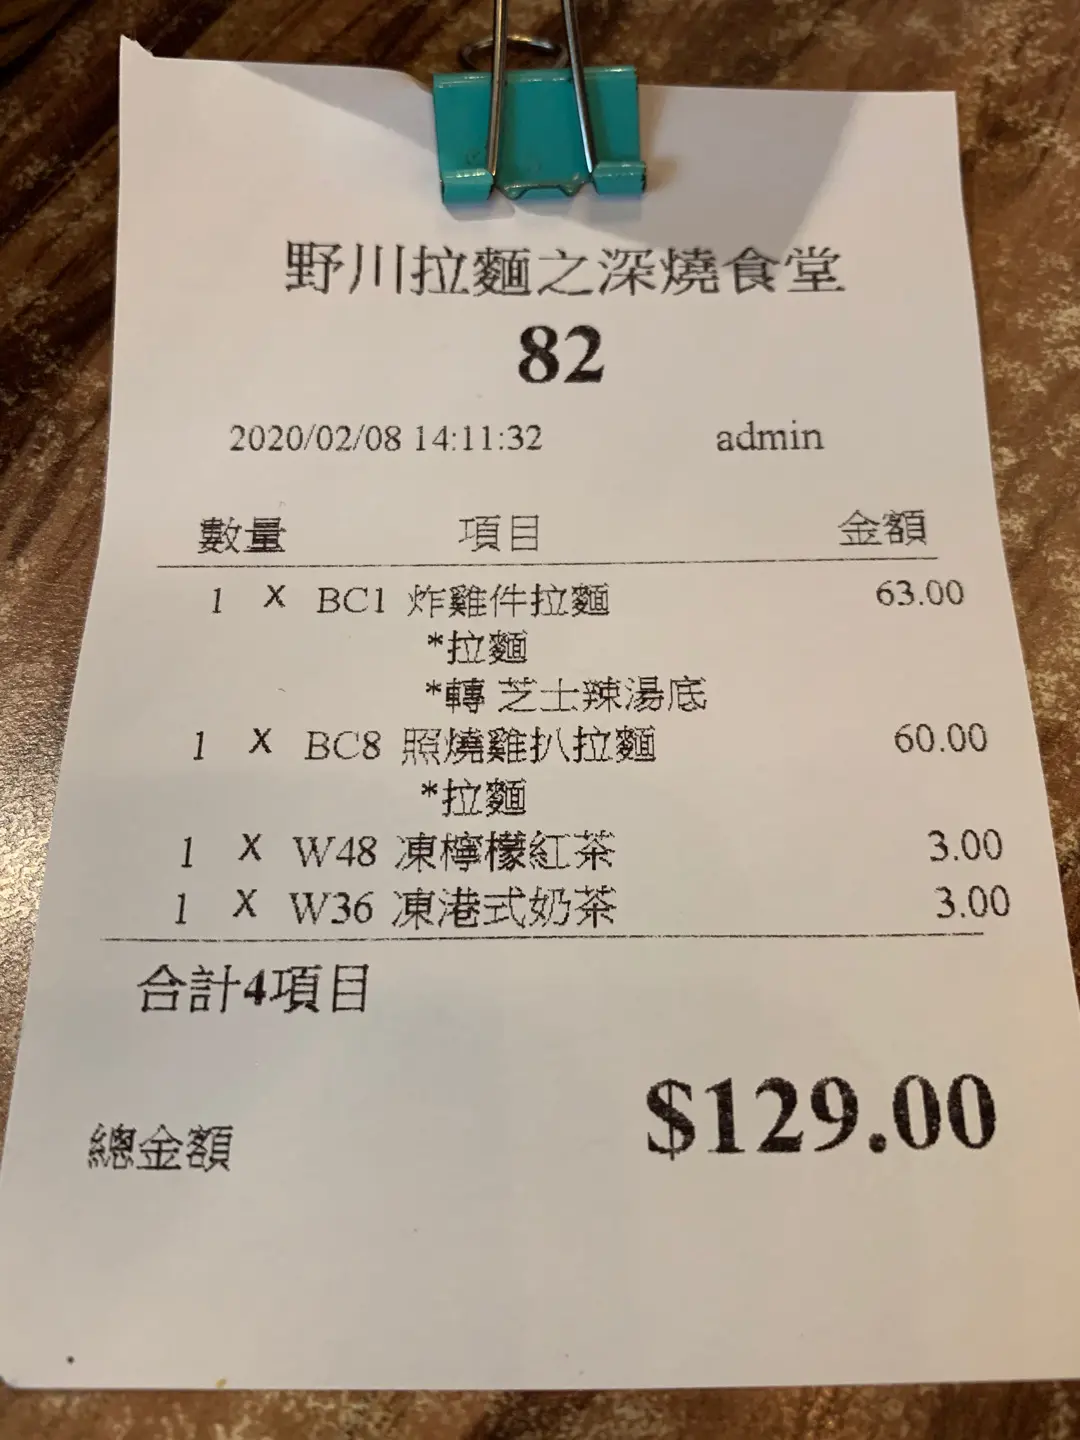 野川拉麵之深燒食堂
82
2020/02/08 14:11:32 admin
數量 項目 金額
1 X BC1 炸雞件拉麵 63.00
*拉麵
*轉 芝士辣湯底
1 X BC8 照燒雞扒拉麵 60.00
*拉麵
1 X W48 凍檸檬紅茶 3.00
1 X W36 凍港式奶茶 3.00
合計4項目
總金額 $129.00